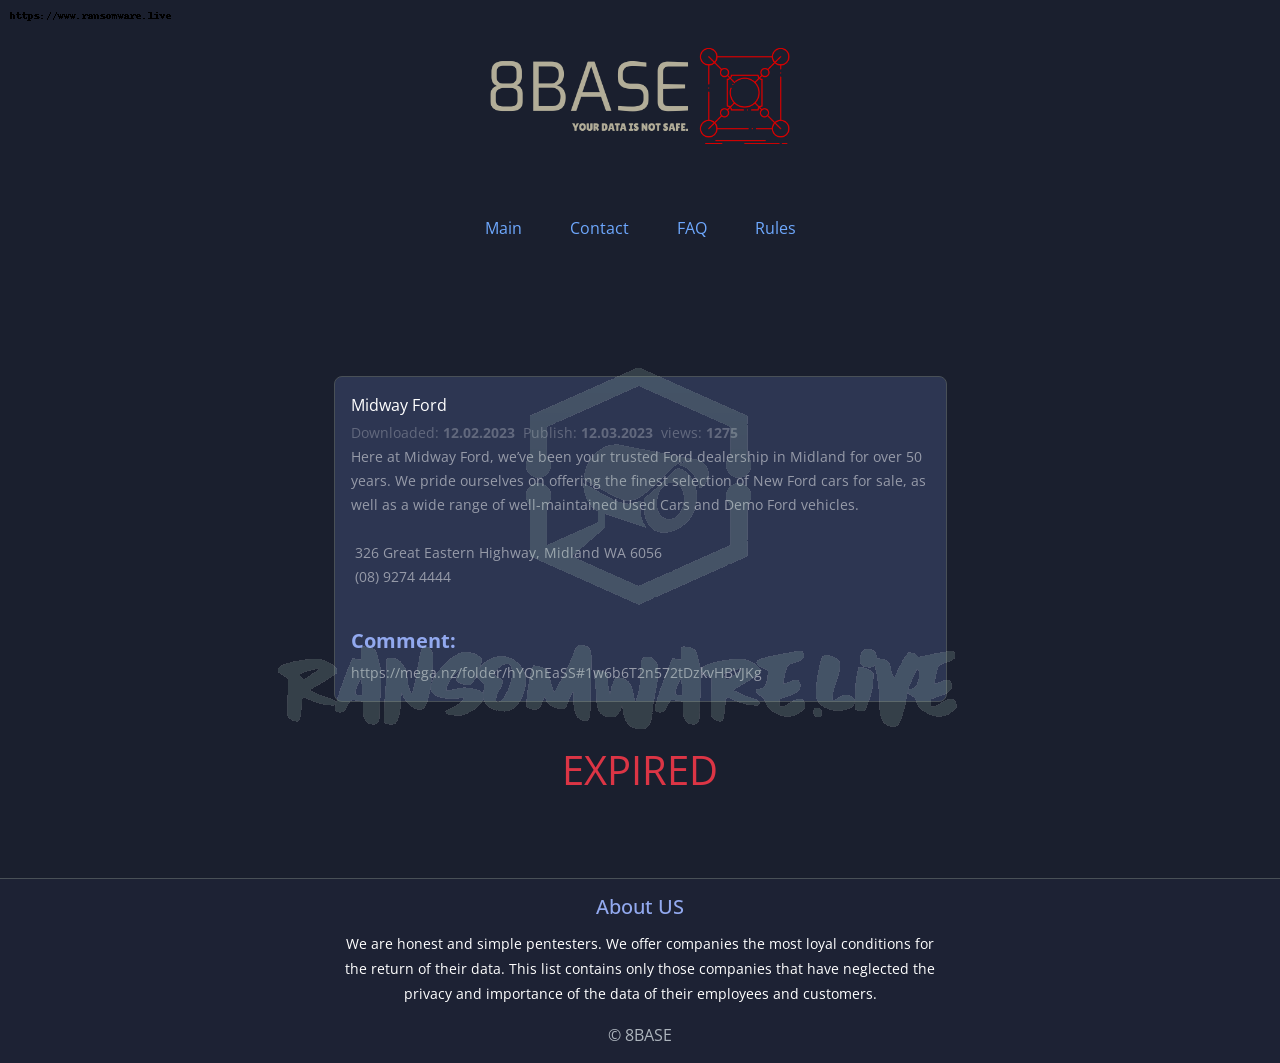 https://www.ransomware.live
8BASE
YOUR DATA IS NOT SAFE.
Main Contact FAQ Rules
Midway Ford
Downloaded: 12.02.2023 Publish: 12.03.2023 views: 1275
Here at Midway Ford, we’ve been your trusted Ford dealership in Midland for over 50
years. We pride ourselves on offering the finest selection of New Ford cars for sale, as
well as a wide range of well-maintained Used Cars and Demo Ford vehicles.
326 Great Eastern Highway, Midland WA 6056
(08) 9274 4444
Comment:
https://mega.nz/folder/hYQnEaSS#1w6b6T2n572tDzkvHBVJKg
RANSOMWARE.LIVE
EXPIRED
About US
We are honest and simple pentesters. We offer companies the most loyal conditions for
the return of their data. This list contains only those companies that have neglected the
privacy and importance of the data of their employees and customers.
© 8BASE